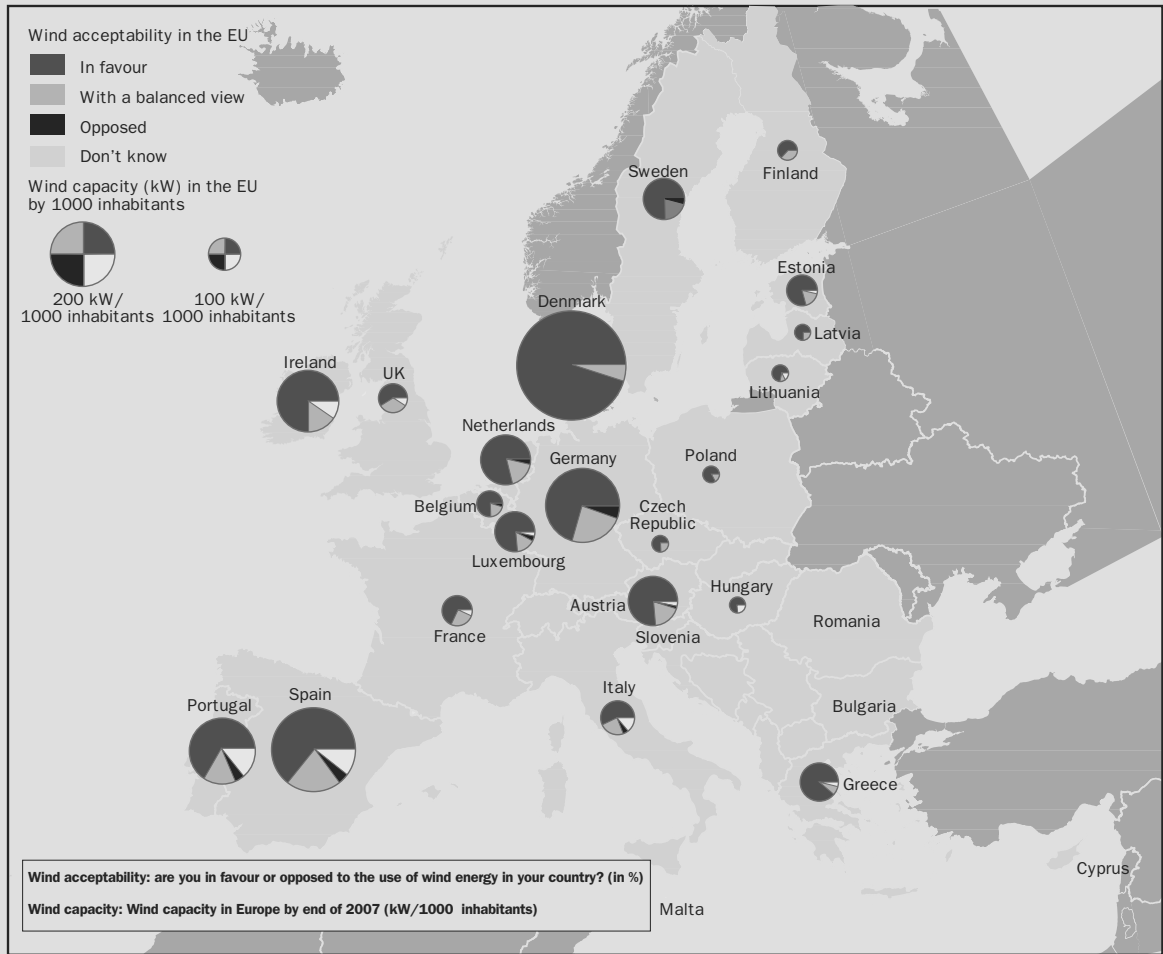 Wind acceptability in the EU
In favour
With a balanced view
Opposed
Don't know
Wind capacity (kW) in the EU
by 1000 inhabitants
200 kW/
1000 inhabitants
100 kW/
1000 inhabitants
Sweden
Finland
Estonia
Denmark
Latvia
Ireland
UK
Lithuania
Netherlands
Germany
Poland
Belgium
Czech
Republic
Luxembourg
Hungary
Austria
France
Slovenia
Romania
Italy
Portugal
Spain
Bulgaria
Greece
Cyprus
Wind acceptability: are you in favour or opposed to the use of wind energy in your country? (in %)
Wind capacity: Wind capacity in Europe by end of 2007 (kW/1000 inhabitants)
Malta